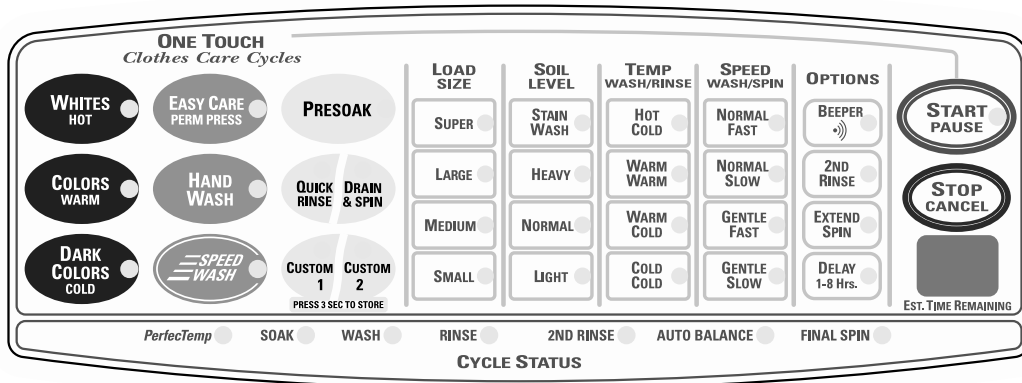 ONE TOUCH
Clothes Care Cycles
WHITES
HOT
EASY CARE
PERM PRESS
PRESOAK
COLORS
WARM
HAND
WASH
QUICK
RINSE
DRAIN
& SPIN
DARK
COLORS
COLD
SPEED
WASH
CUSTOM
1
CUSTOM
2
PRESS 3 SEC TO STORE
LOAD
SIZE
SUPER
LARGE
MEDIUM
SMALL
SOIL
LEVEL
STAIN
WASH
HEAVY
NORMAL
LIGHT
TEMP
WASH/RINSE
HOT
COLD
WARM
WARM
WARM
COLD
COLD
COLD
SPEED
WASH/SPIN
NORMAL
FAST
NORMAL
SLOW
GENTLE
FAST
GENTLE
SLOW
OPTIONS
BEEPER
2ND
RINSE
EXTEND
SPIN
DELAY
1-8 Hrs.
START
PAUSE
STOP
CANCEL
EST. TIME REMAINING
PerfecTemp SOAK WASH RINSE 2ND RINSE AUTO BALANCE FINAL SPIN
CYCLE STATUS